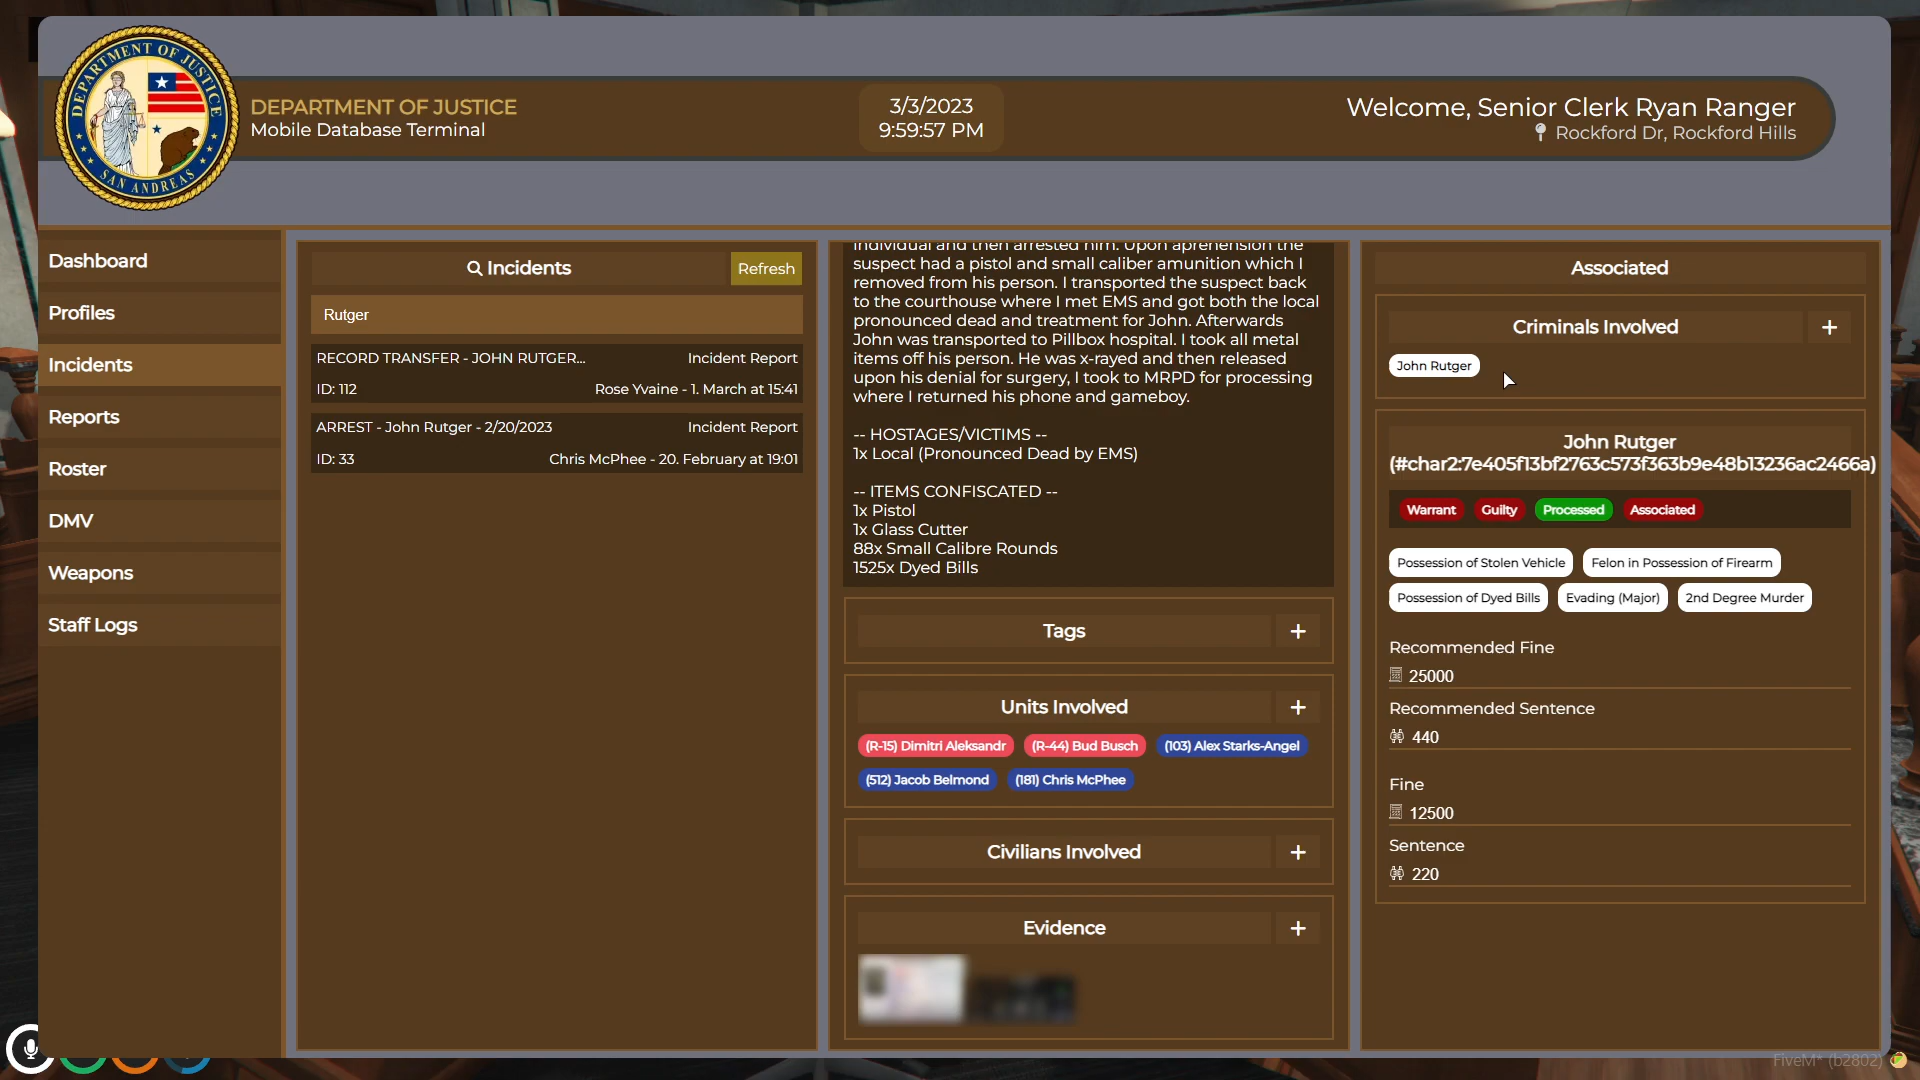 DEPARTMENT OF JUSTICE
SAN ANDREAS
DEPARTMENT OF JUSTICE
Mobile Database Terminal
3/3/2023
9:59:57 PM
Welcome, Senior Clerk Ryan Ranger
Rockford Dr, Rockford Hills
Dashboard
Profiles
Incidents
Reports
Roster
DMV
Weapons
Staff Logs
Incidents
Refresh
Rutger
RECORD TRANSFER - JOHN RUTGER...
Incident Report
ID: 112
Rose Yvaine - 1. March at 15:41
ARREST - John Rutger - 2/20/2023
Incident Report
ID: 33
Chris McPhee - 20. February at 19:01
individual and then arrested him. Upon aprehension the
suspect had a pistol and small caliber amunition which I
removed from his person. I transported the suspect back
to the courthouse where I met EMS and got both the local
pronounced dead and treatment for John. Afterwards
John was transported to Pillbox hospital. I took all metal
items off his person. He was x-rayed and then released
upon his denial for surgery, I took to MRPD for processing
where I returned his phone and gameboy.
-- HOSTAGES/VICTIMS --
1x Local (Pronounced Dead by EMS)
-- ITEMS CONFISCATED --
1x Pistol
1x Glass Cutter
88x Small Calibre Rounds
1525x Dyed Bills
Tags
+
Units Involved
+
(R-15) Dimitri Aleksandr
(R-44) Bud Busch
(103) Alex Starks-Angel
(512) Jacob Belmond
(181) Chris McPhee
Civilians Involved
+
Evidence
+
Associated
Criminals Involved
+
John Rutger
John Rutger
(#char2:7e405f13bf2763c573f363b9e48b13236ac2466a)
Warrant
Guilty
Processed
Associated
Possession of Stolen Vehicle
Felon in Possession of Firearm
Possession of Dyed Bills
Evading (Major)
2nd Degree Murder
Recommended Fine
25000
Recommended Sentence
440
Fine
12500
Sentence
220
FiveM* (b2802)